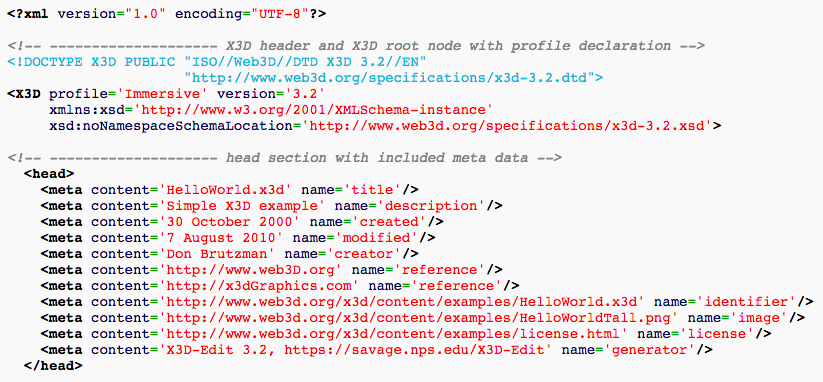 <?xml version="1.0" encoding="UTF-8"?>
<!-- -------------------- X3D header and X3D root node with profile declaration -->
<!DOCTYPE X3D PUBLIC "ISO//Web3D//DTD X3D 3.2//EN"
"http://www.web3d.org/specifications/x3d-3.2.dtd">
<X3D profile='Immersive' version='3.2'
xmlns:xsd='http://www.w3.org/2001/XMLSchema-instance'
xsd:noNamespaceSchemaLocation='http://www.web3d.org/specifications/x3d-3.2.xsd'>
<!-- -------------------- head section with included meta data -->
<head>
<meta content='HelloWorld.x3d' name='title'/>
<meta content='Simple X3D example' name='description'/>
<meta content='30 October 2000' name='created'/>
<meta content='7 August 2010' name='modified'/>
<meta content='Don Brutzman' name='creator'/>
<meta content='http://www.web3D.org' name='reference'/>
<meta content='http://x3dGraphics.com' name='reference'/>
<meta content='http://www.web3d.org/x3d/content/examples/HelloWorld.x3d' name='identifier'/>
<meta content='http://www.web3d.org/x3d/content/examples/HelloWorldTall.png' name='image'/>
<meta content='http://www.web3d.org/x3d/content/examples/license.html' name='license'/>
<meta content='X3D-Edit 3.2, https://savage.nps.edu/X3D-Edit' name='generator'/>
</head>